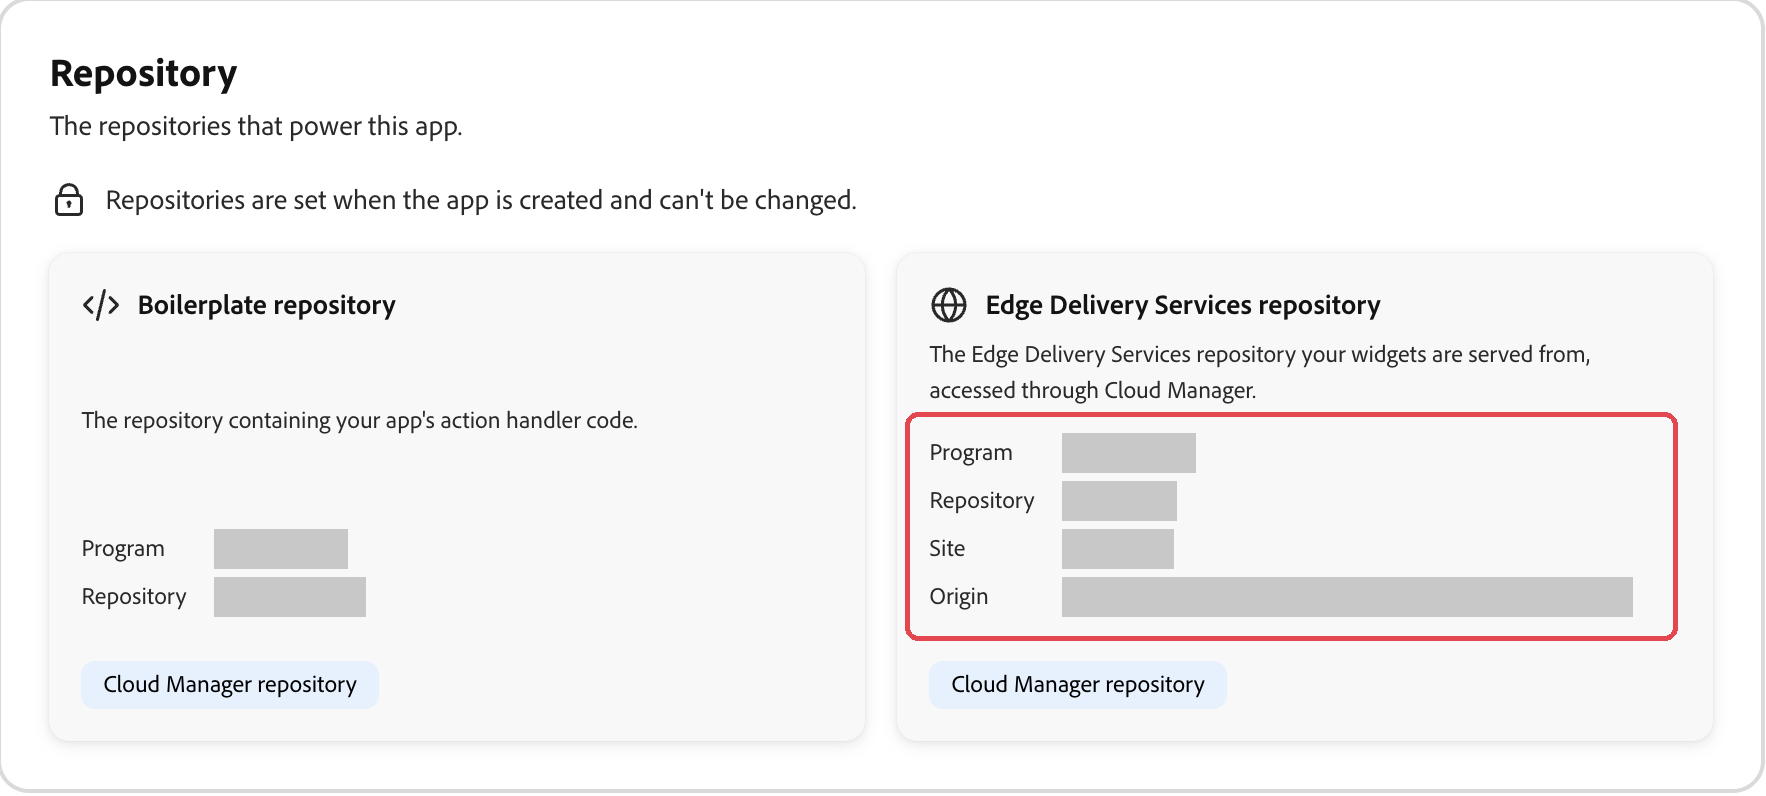 Repository
The repositories that power this app.
Repositories are set when the app is created and can't be changed.
Boilerplate repository
The repository containing your app's action handler code.
Program
Repository
Cloud Manager repository
Edge Delivery Services repository
The Edge Delivery Services repository your widgets are served from,
accessed through Cloud Manager.
Program
Repository
Site
Origin
Cloud Manager repository